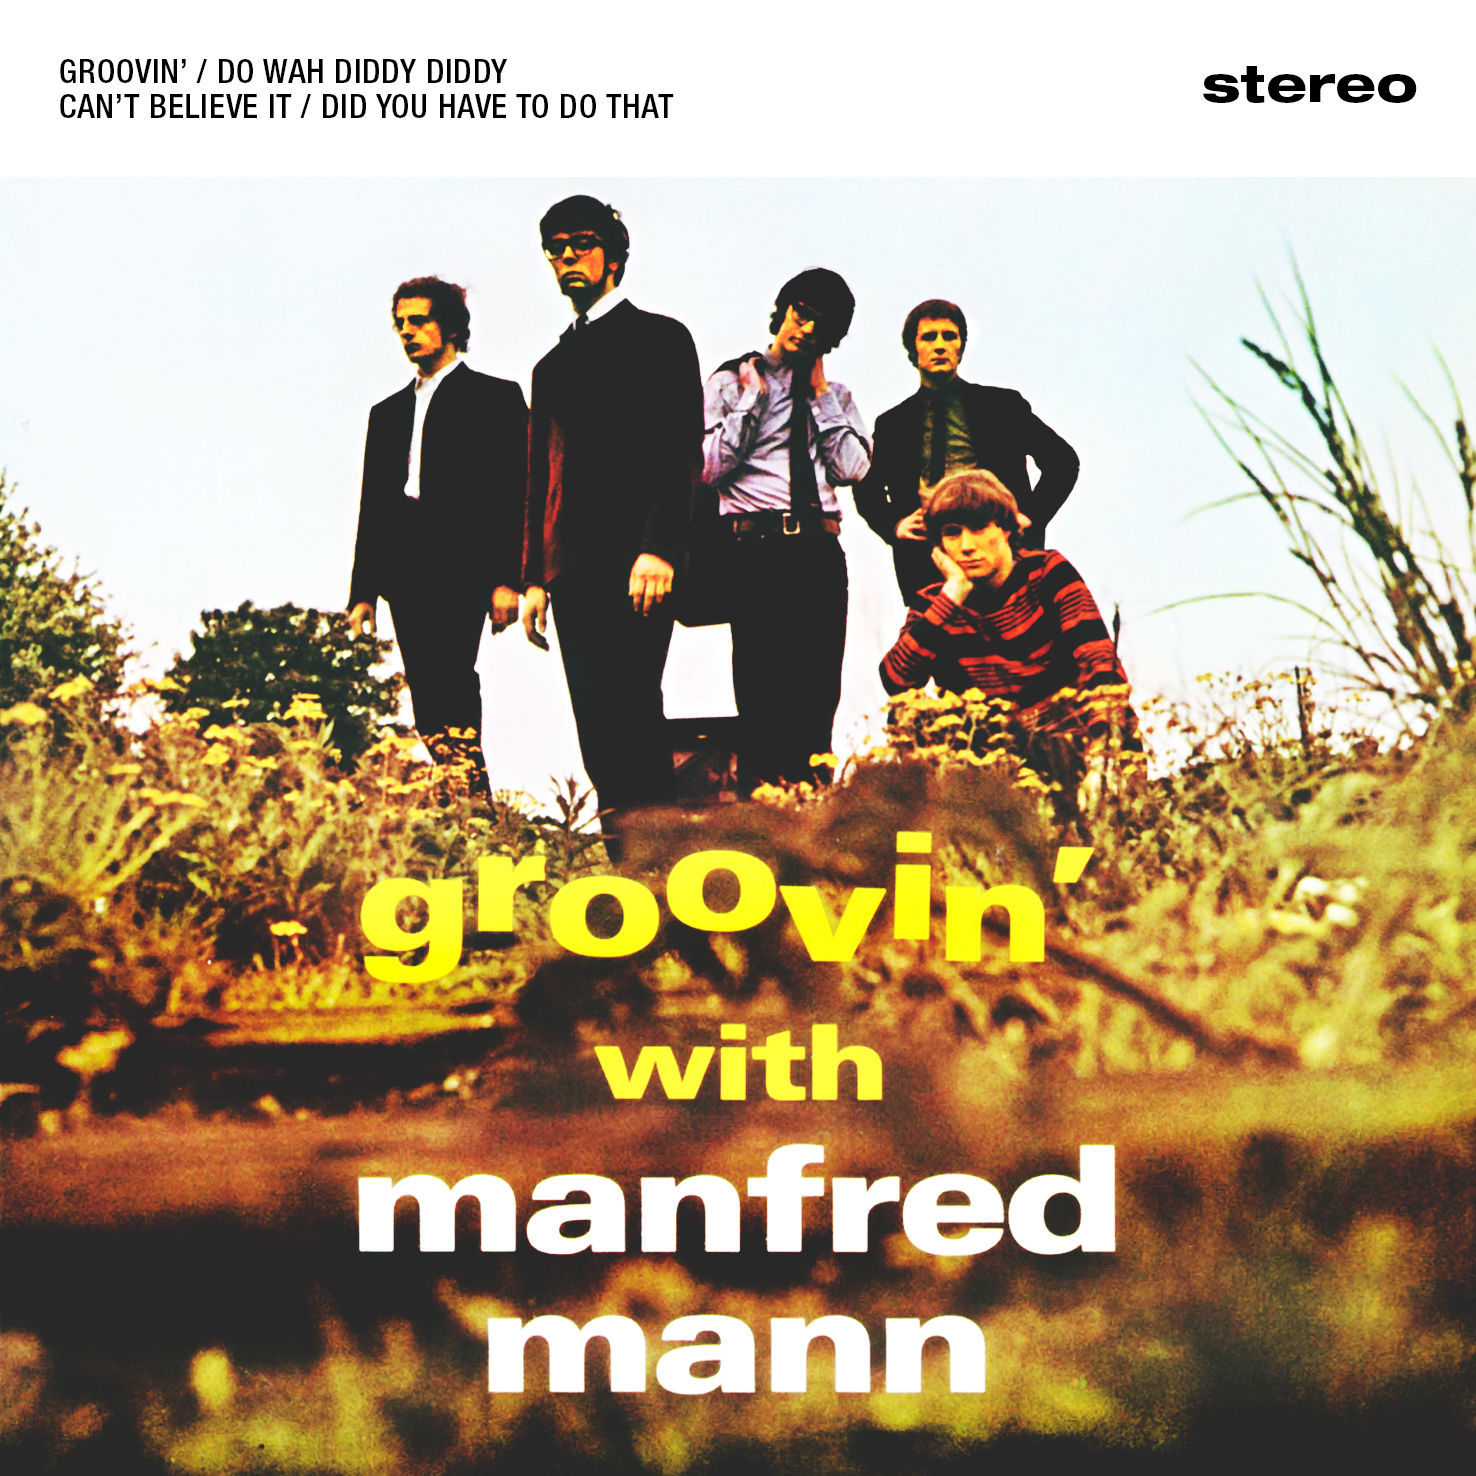 GROOVIN’ / DO WAH DIDDY DIDDY
CAN’T BELIEVE IT / DID YOU HAVE TO DO THAT
stereo
groovin’
with
manfred
mann